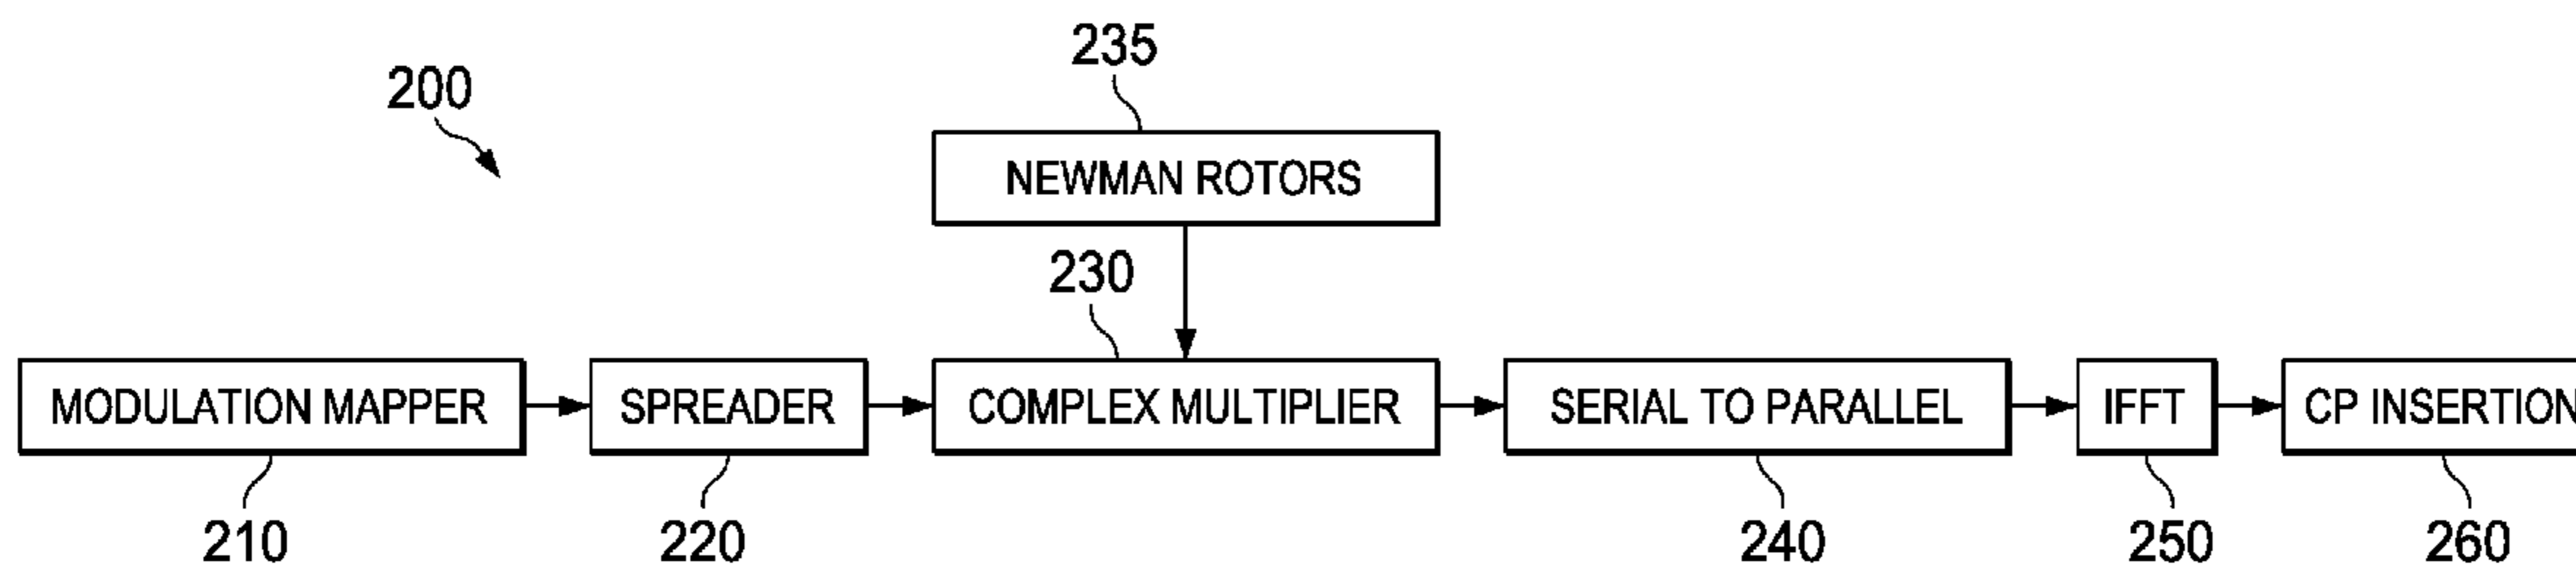 235
200
NEWMAN ROTORS
230
MODULATION MAPPER
SPREADER
COMPLEX MULTIPLIER
SERIAL TO PARALLEL
IFFT
CP INSERTION
210
220
240
250
260